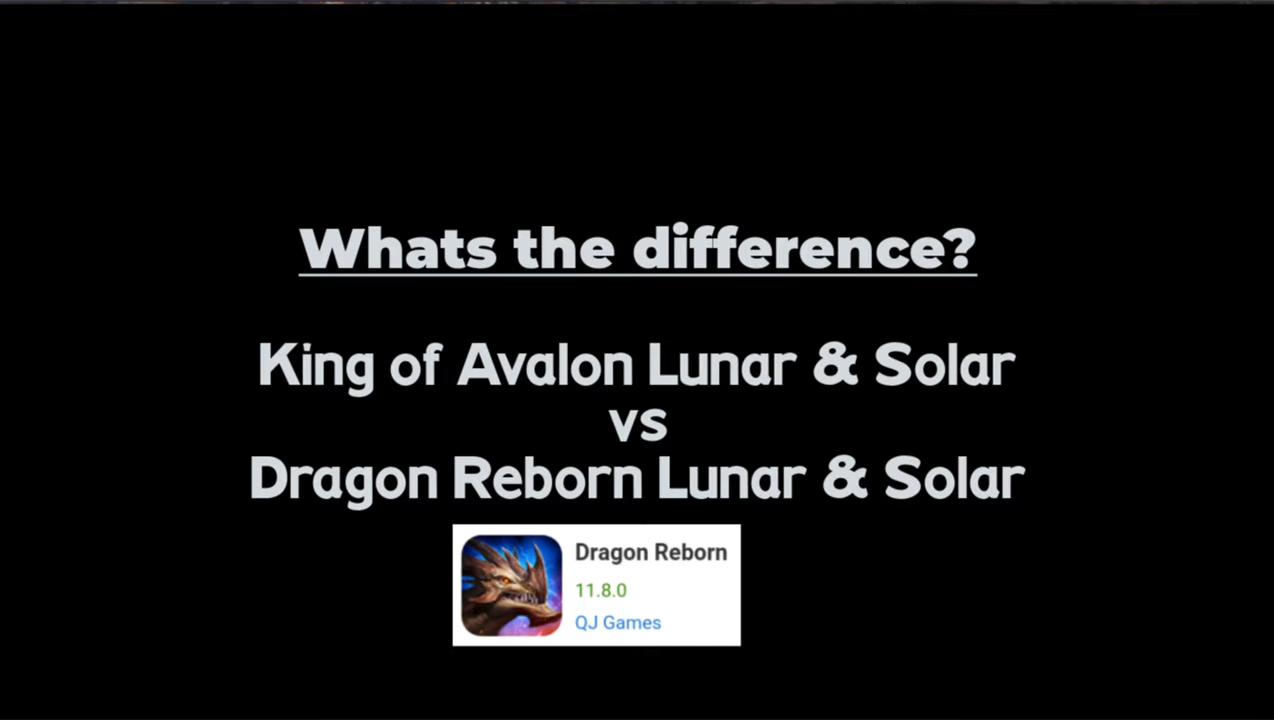 Whats the difference?
King of Avalon Lunar & Solar
vs
Dragon Reborn Lunar & Solar
Dragon Reborn
11.8.0
QJ Games